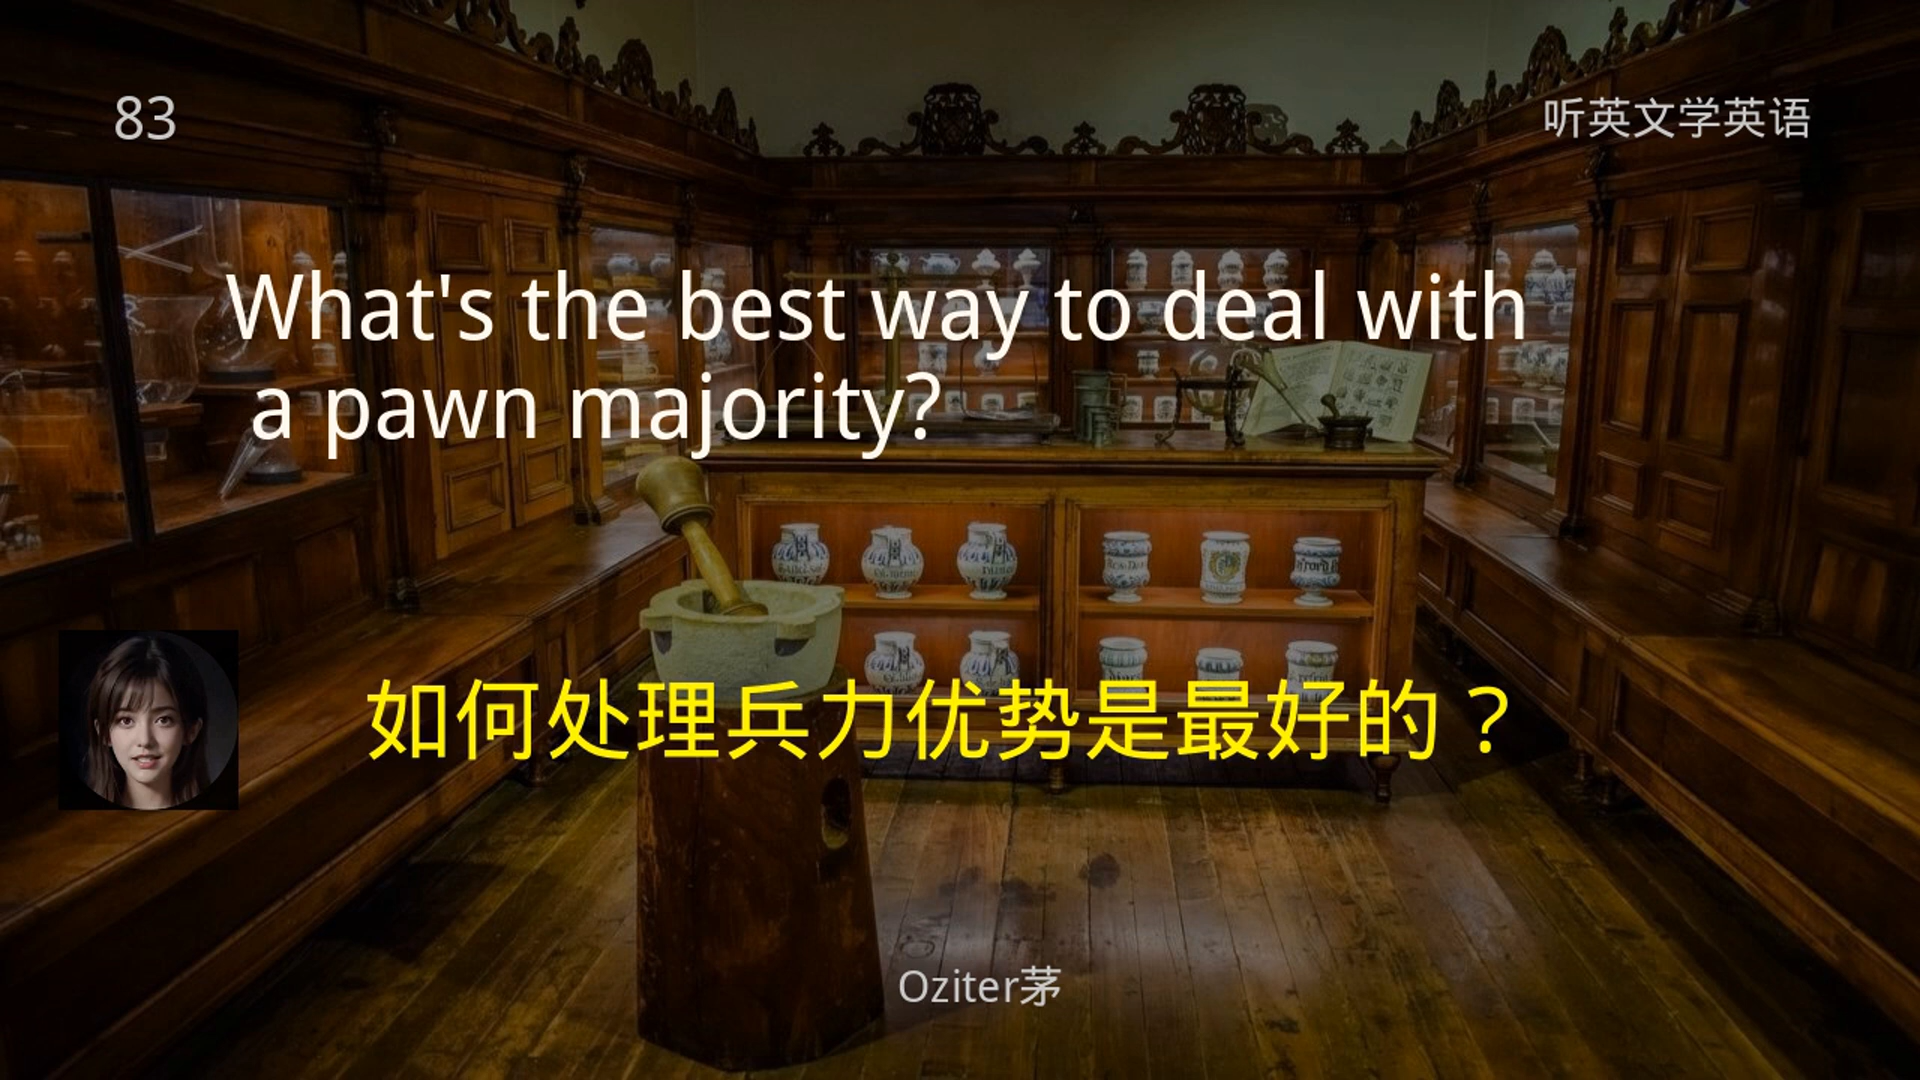 83
听英文学英语
What's the best way to deal with
a pawn majority?
如何处理兵力优势是最好的？
Oziter茅